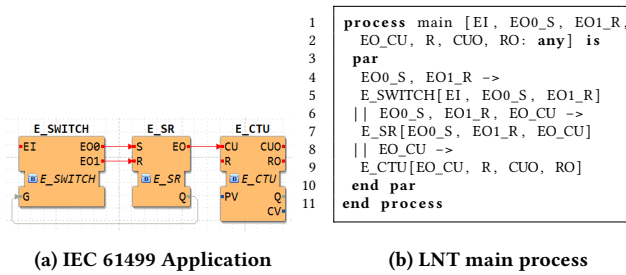 E_SWITCH E_SR E_CTU
EI EO0 S EO CU CUO
EO1 R R RO
E_SWITCH E_SR E_CTU
G Q PV Q
CV
(a) IEC 61499 Application
1 process main [EI, EO0_S, EO1_R,
2 EO_CU, R, CUO, RO: any] is
3 par
4 EO0_S, EO1_R ->
5 E_SWITCH[EI, EO0_S, EO1_R]
6 || EO0_S, EO1_R, EO_CU ->
7 E_SR[EO0_S, EO1_R, EO_CU]
8 || EO_CU ->
9 E_CTU[EO_CU, R, CUO, RO]
10 end par
11 end process
(b) LNT main process